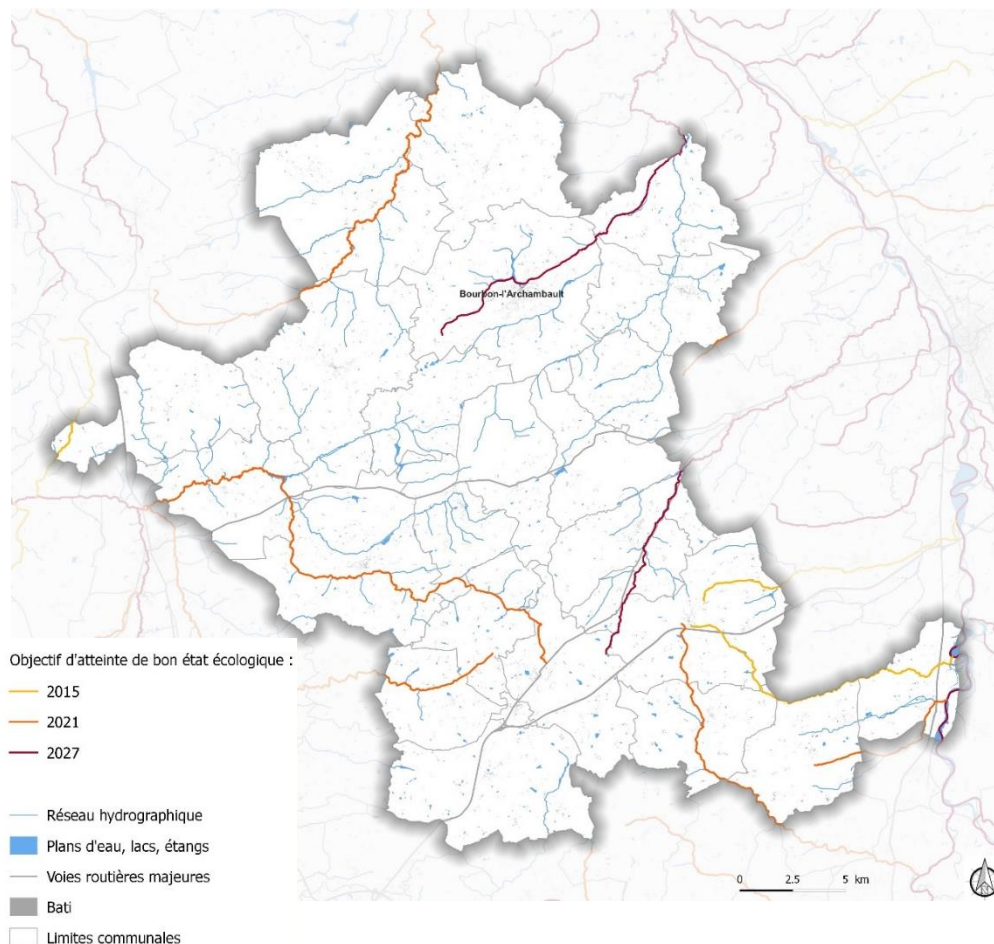 Bourbon-l'Archambault
Objectif d'atteinte de bon état écologique :
2015
2021
2027
Réseau hydrographique
Plans d'eau, lacs, étangs
Voies routières majeures
Bati
Limites communales
0 2.5 5 km